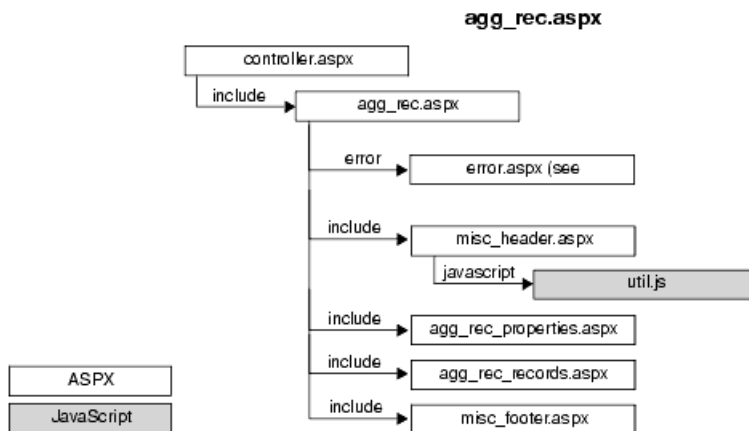 agg_rec.aspx
controller.aspx
include
agg_rec.aspx
error
error.aspx (see
include
misc_header.aspx
javascript
util.js
include
agg_rec_properties.aspx
include
agg_rec_records.aspx
include
misc_footer.aspx
ASPX
JavaScript